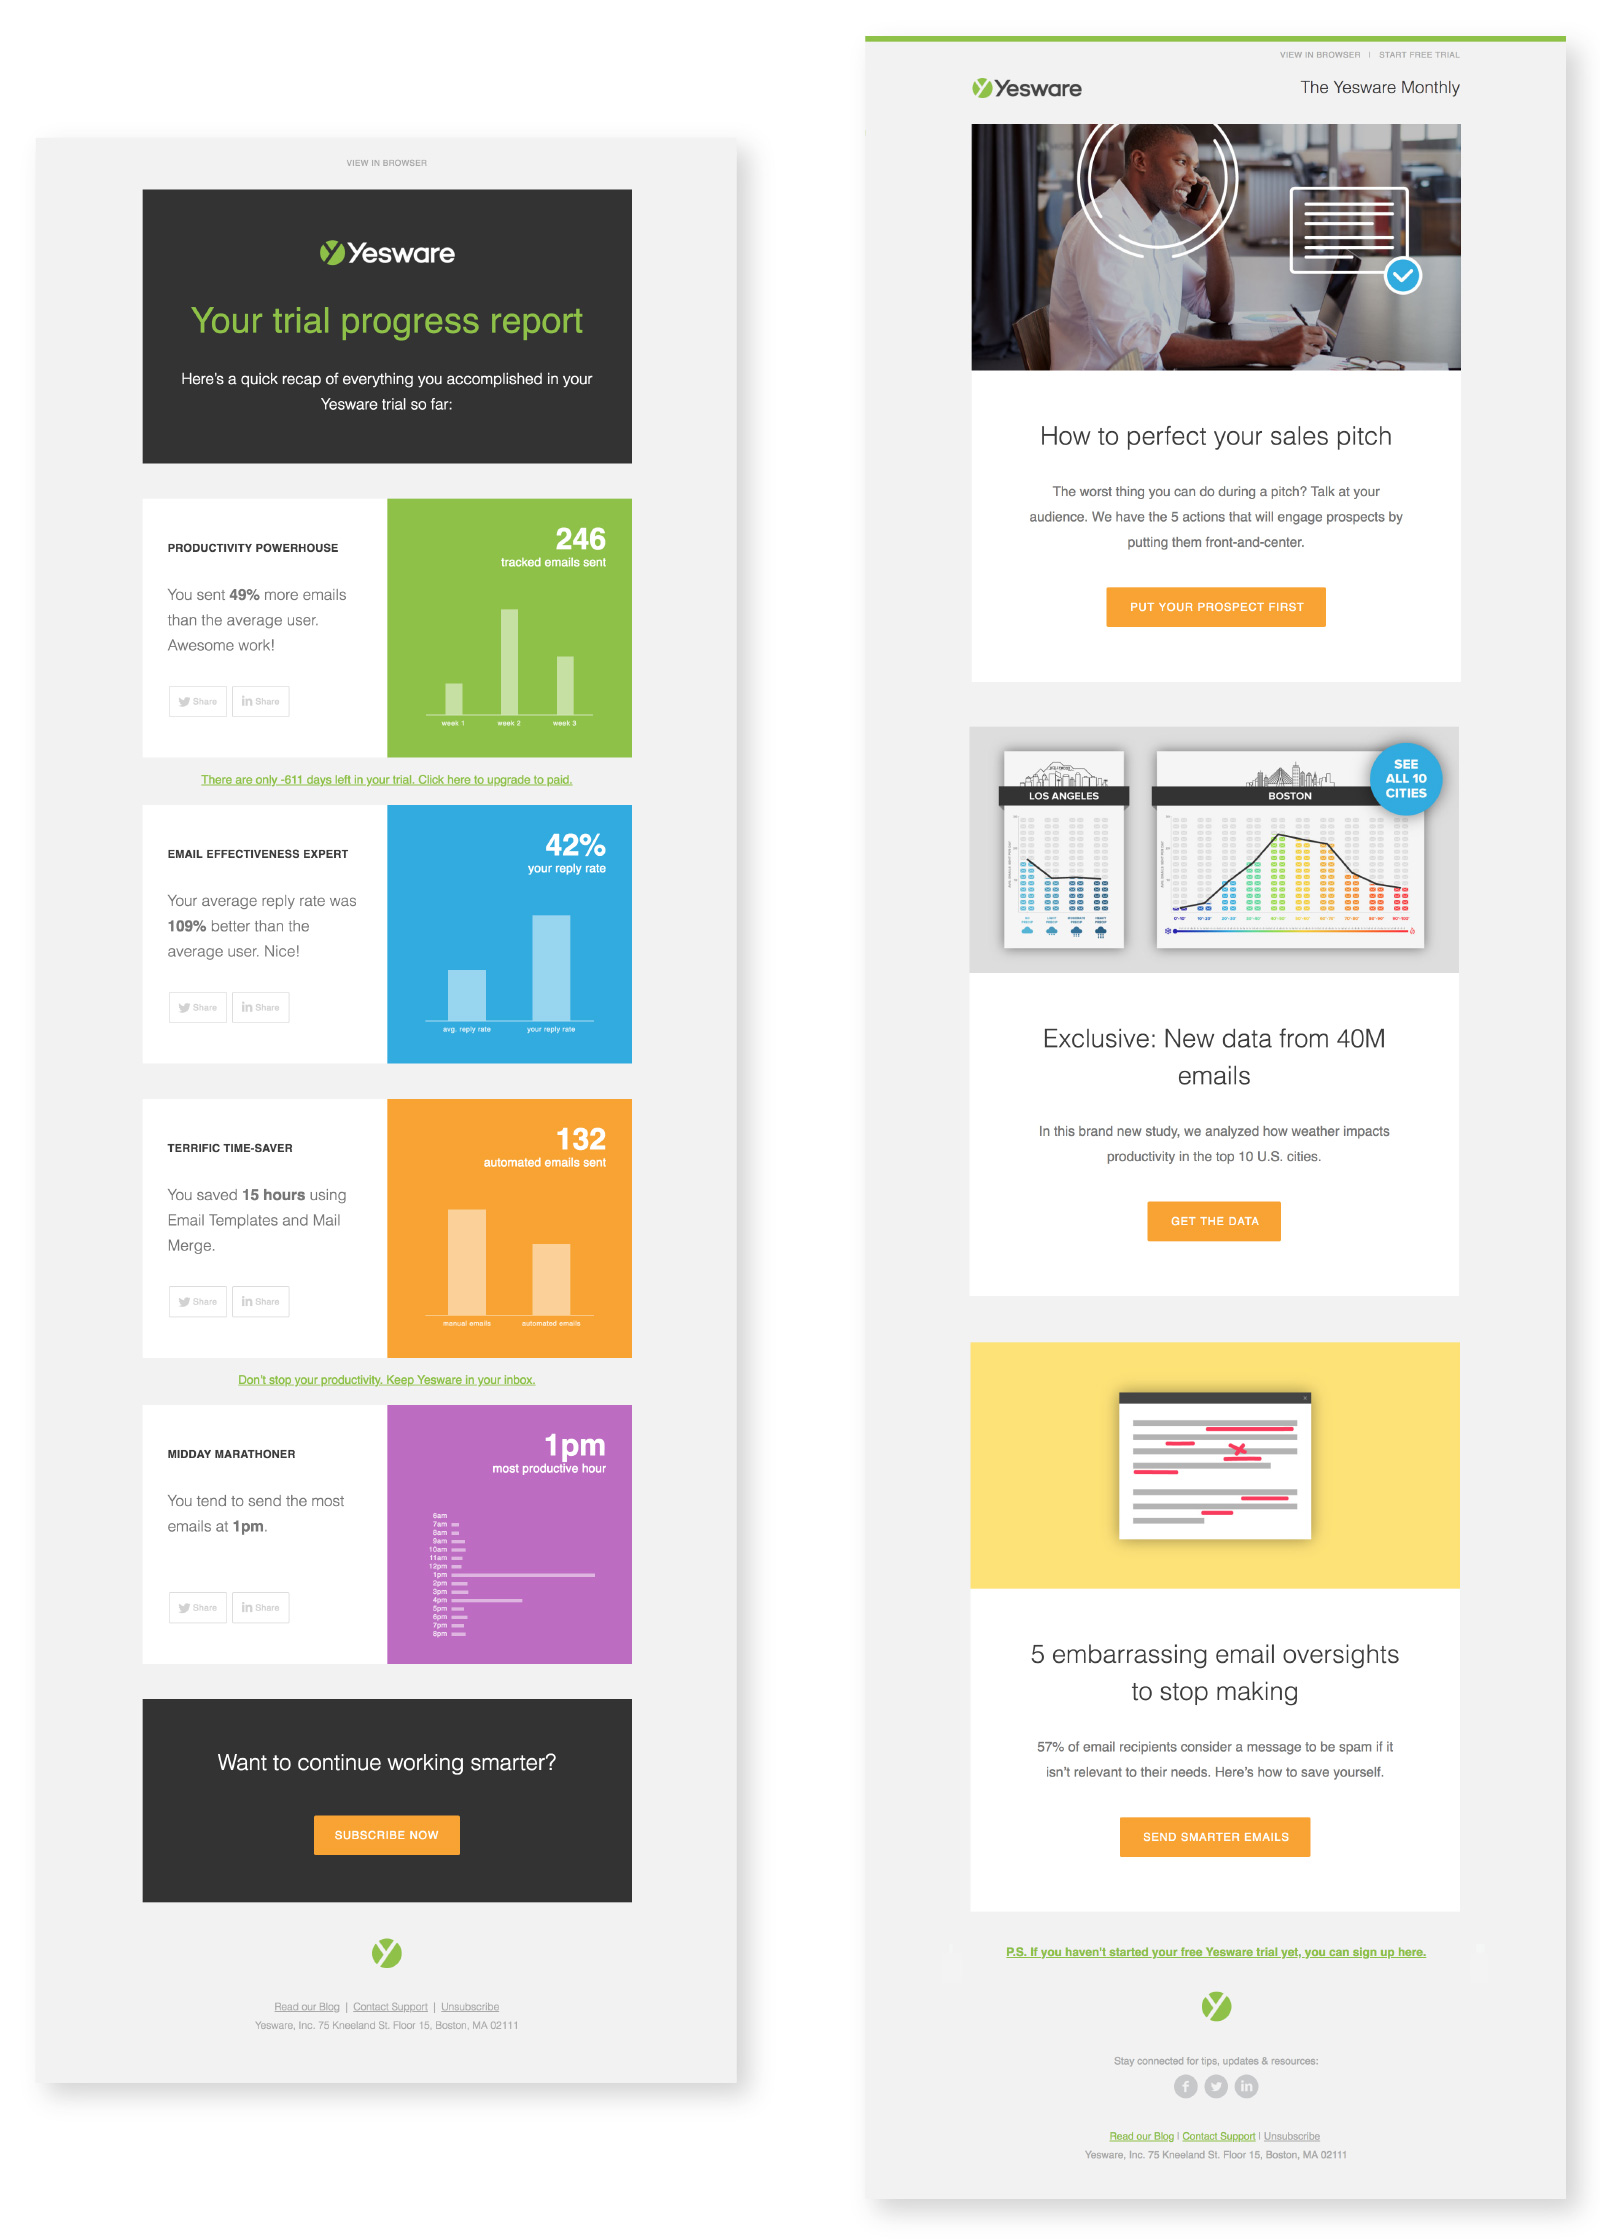 VIEW IN BROWSER
Yesware
Your trial progress report
Here's a quick recap of everything you accomplished in your
Yesware trial so far:
PRODUCTIVITY POWERHOUSE
You sent 49% more emails
than the average user.
Awesome work!
Share
in Share
246
tracked emails sent
week 1 week 2 week 3
There are only -611 days left in your trial. Click here to upgrade to paid.
EMAIL EFFECTIVENESS EXPERT
Your average reply rate was
109% better than the
average user. Nice!
Share
in Share
42%
your reply rate
avg. reply rate your reply rate
TERRIFIC TIME-SAVER
You saved 15 hours using
Email Templates and Mail
Merge.
Share
in Share
132
automated emails sent
manual emails automated emails
Don't stop your productivity. Keep Yesware in your inbox.
MIDDAY MARATHONER
You tend to send the most
emails at 1pm.
Share
in Share
1pm
most productive hour
6am
7am
8am
9am
10am
11am
12pm
1pm
2pm
3pm
4pm
5pm
6pm
7pm
8pm
Want to continue working smarter?
SUBSCRIBE NOW
Read our Blog | Contact Support | Unsubscribe
Yesware, Inc. 75 Kneeland St. Floor 15, Boston, MA 02111
VIEW IN BROWSER | START FREE TRIAL
Yesware
The Yesware Monthly
How to perfect your sales pitch
The worst thing you can do during a pitch? Talk at your
audience. We have the 5 actions that will engage prospects by
putting them front-and-center.
PUT YOUR PROSPECT FIRST
LOS ANGELES
BOSTON
SEE
ALL 10
CITIES
Exclusive: New data from 40M
emails
In this brand new study, we analyzed how weather impacts
productivity in the top 10 U.S. cities.
GET THE DATA
5 embarrassing email oversights
to stop making
57% of email recipients consider a message to be spam if it
isn't relevant to their needs. Here's how to save yourself.
SEND SMARTER EMAILS
P.S. If you haven't started your free Yesware trial yet, you can sign up here.
Stay connected for tips, updates & resources:
f
in
Read our Blog | Contact Support | Unsubscribe
Yesware, Inc. 75 Kneeland St. Floor 15, Boston, MA 02111